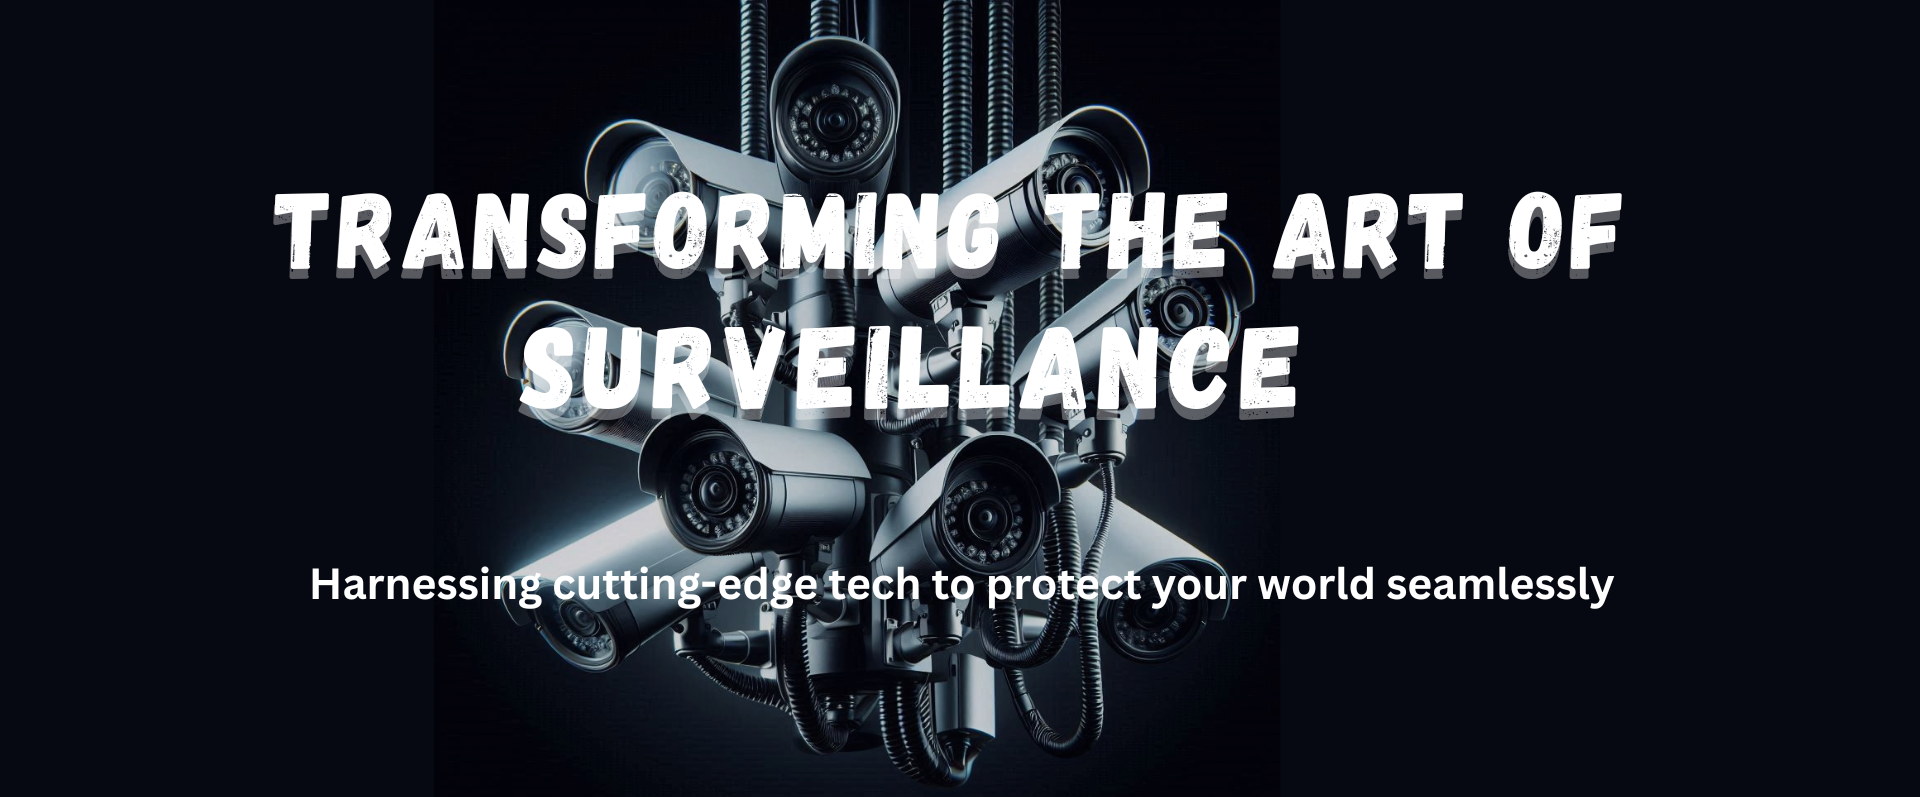 TRANSFORMING THE ART OF
SURVEILLANCE
Harnessing cutting-edge tech to protect your world seamlessly